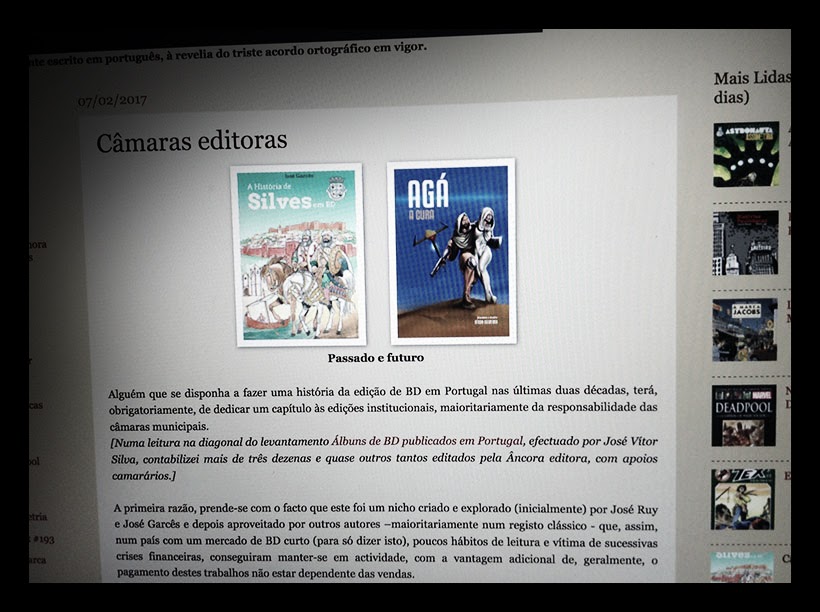 escrito em português, à revelia do triste acordo ortográfico em vigor.
07/02/2017
Câmaras editoras
José Garcês
A História de
Silves em BD
AGÁ
A CURA
Passado e futuro
Alguém que se disponha a fazer uma história da edição de BD em Portugal nas últimas duas décadas, terá,
obrigatoriamente, de dedicar um capítulo às edições institucionais, maioritariamente da responsabilidade das
câmaras municipais.
[Numa leitura na diagonal do levantamento Álbuns de BD publicados em Portugal, efectuado por José Vítor
Silva, contabilizei mais de três dezenas e quase outros tantos editados pela Âncora editora, com apoios
camarários.]
A primeira razão, prende-se com o facto que este foi um nicho criado e explorado (inicialmente) por José Ruy
e José Garcês e depois aproveitado por outros autores –maioritariamente num registo clássico - que, assim,
num país com um mercado de BD curto (para só dizer isto), poucos hábitos de leitura e vítima de sucessivas
crises financeiras, conseguiram manter-se em actividade, com a vantagem adicional de, geralmente, o
pagamento destes trabalhos não estar dependente das vendas.
Mais Lidas
dias)
ASTRONAUTA
A MARCA
JACOBS
MARVEL
DEADPOOL
TEX
Silves
#193